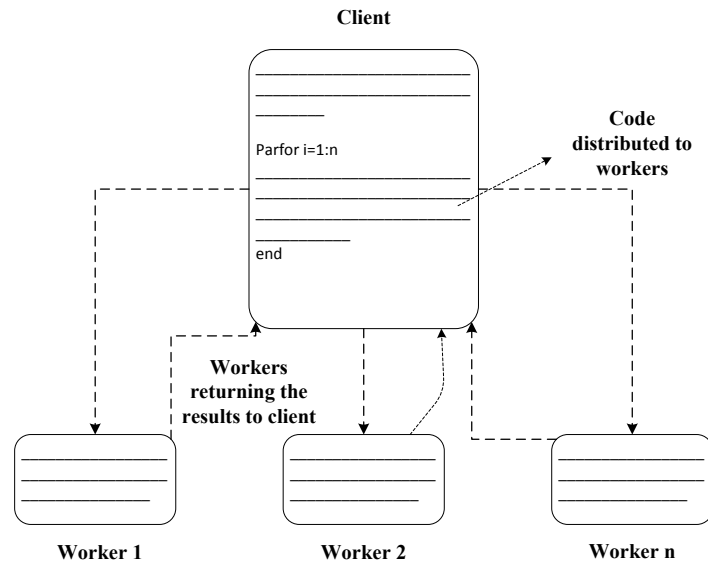 Client
Parfor i=1:n
end
Code
distributed to
workers
Workers
returning the
results to client
Worker 1
Worker 2
Worker n